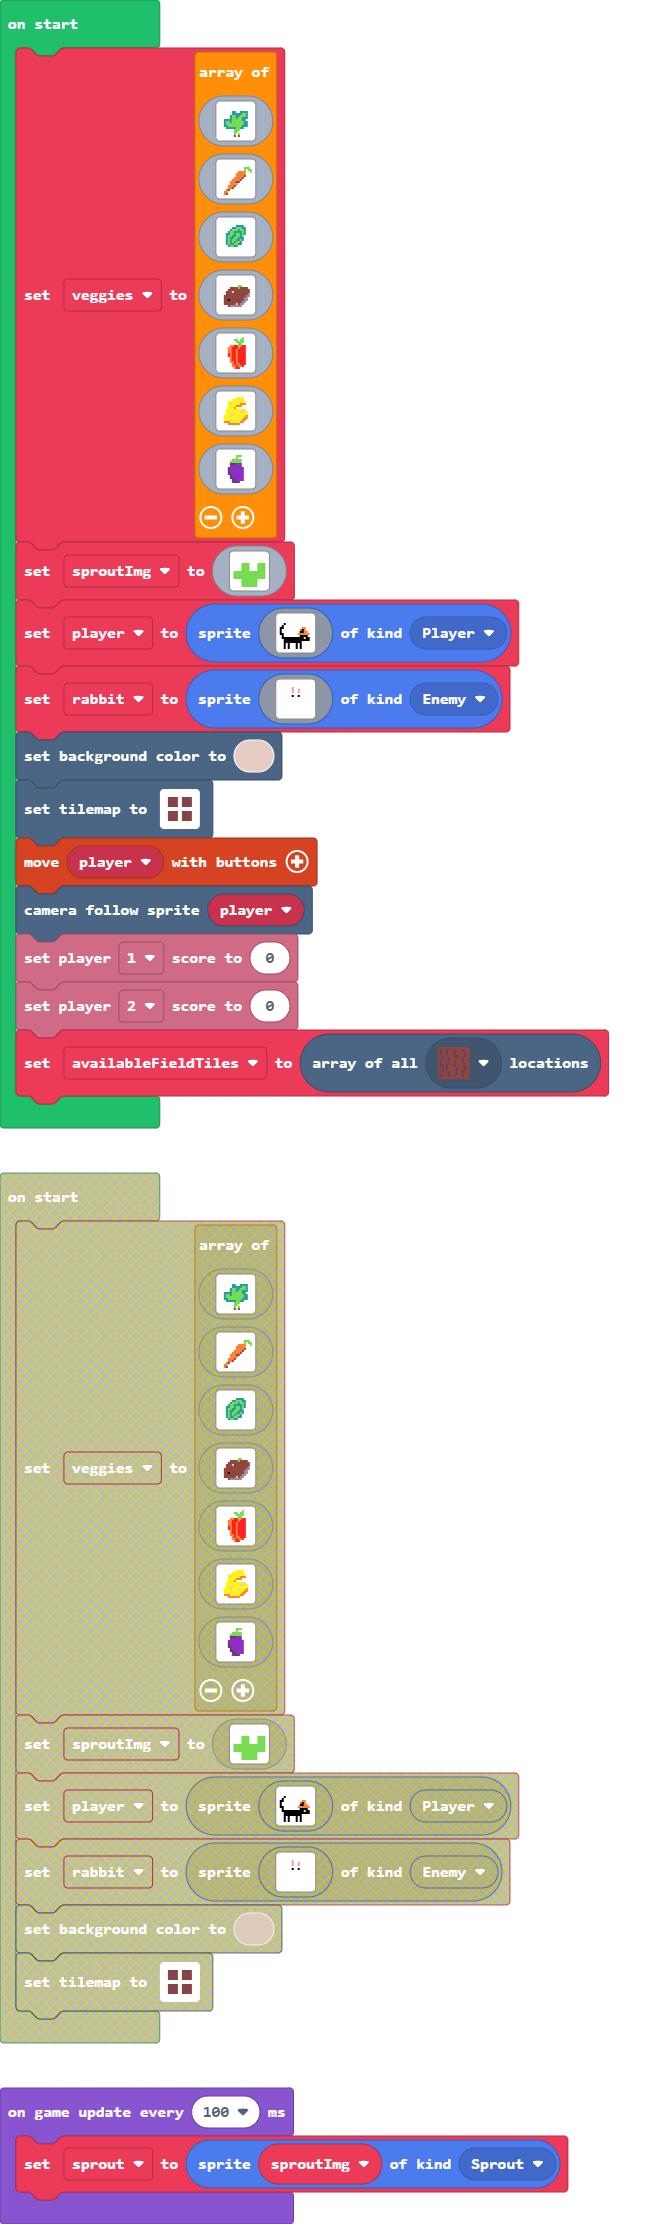 on start
array of
set veggies to
set sproutImg to
set player to sprite of kind Player
set rabbit to sprite of kind Enemy
set background color to
set tilemap to
move player with buttons
camera follow sprite player
set player 1 score to 0
set player 2 score to 0
set availableFieldTiles to array of all locations
on start
array of
set veggies to
set sproutImg to
set player to sprite of kind Player
set rabbit to sprite of kind Enemy
set background color to
set tilemap to
on game update every 100 ms
set sprout to sprite sproutImg of kind Sprout